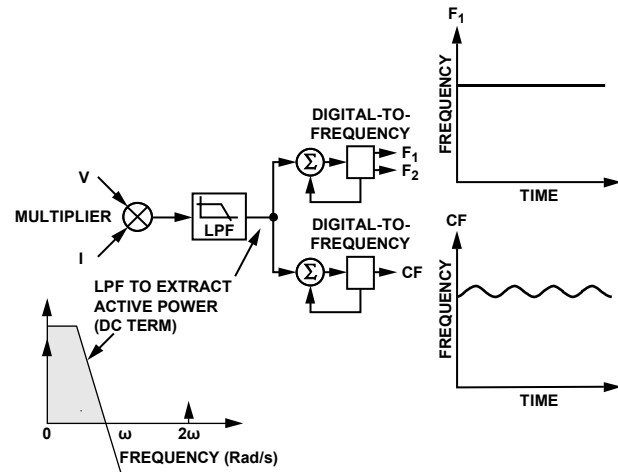 F1
FREQUENCY
TIME
DIGITAL-TO-
FREQUENCY
Σ
F1
F2
V
MULTIPLIER
I
LPF
DIGITAL-TO-
FREQUENCY
Σ
CF
CF
FREQUENCY
TIME
LPF TO EXTRACT
ACTIVE POWER
(DC TERM)
0
ω
2ω
FREQUENCY (Rad/s)